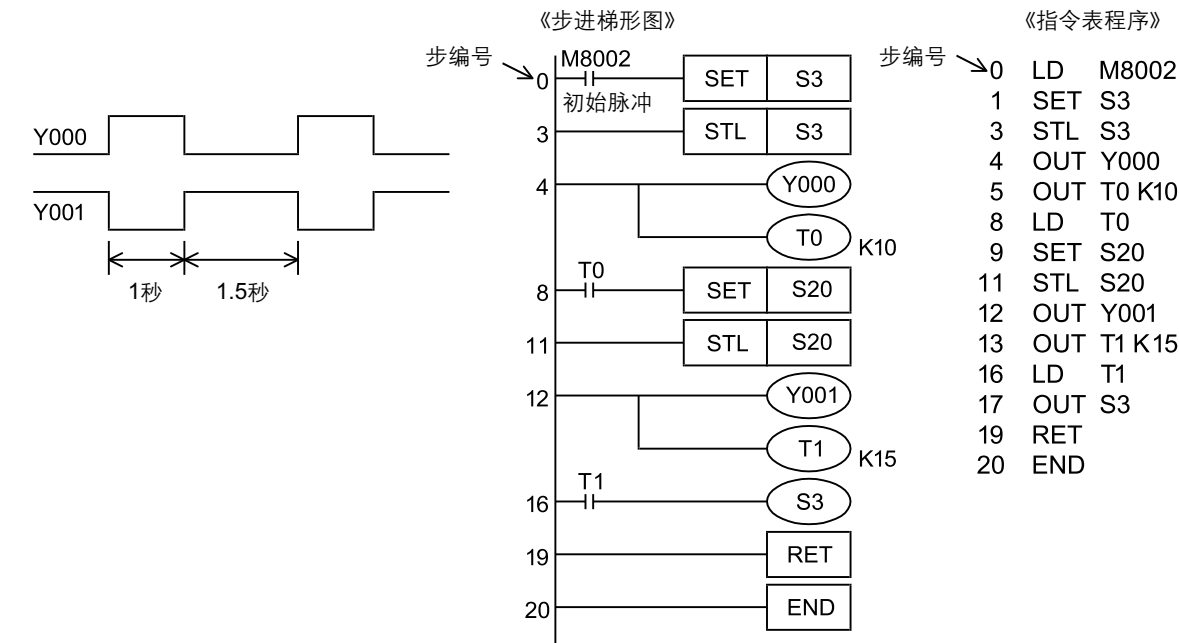 Y000
Y001
1秒
1.5秒
《步进梯形图》
步编号
0 M8002 SET S3
初始脉冲
3 STL S3
4 Y000
T0 K10
8 T0 SET S20
11 STL S20
12 Y001
T1 K15
16 T1 S3
19 RET
20 END
《指令表程序》
步编号
0 LD M8002
1 SET S3
3 STL S3
4 OUT Y000
5 OUT T0 K10
8 LD T0
9 SET S20
11 STL S20
12 OUT Y001
13 OUT T1 K15
16 LD T1
17 OUT S3
19 RET
20 END